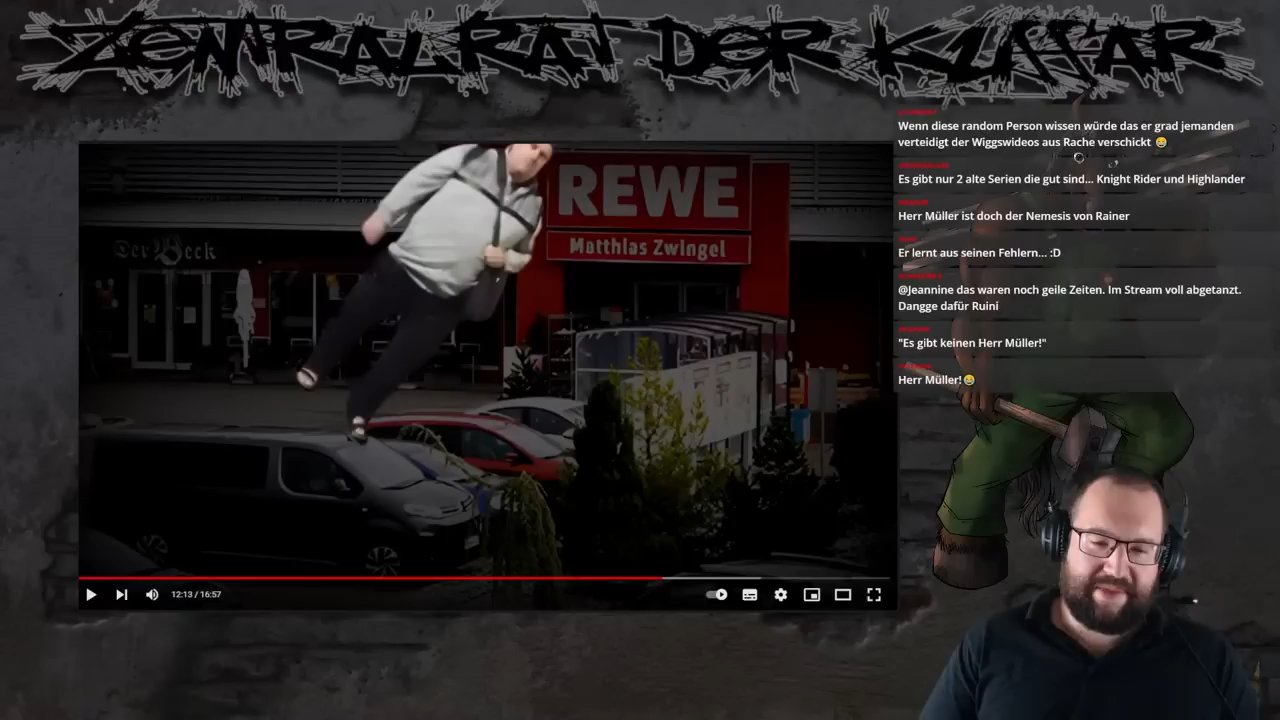 ZENTRALRAT DER KUFFAR
Wenn diese random Person wissen würde das er grad jemanden
verteidigt der Wiggswideos aus Rache verschickt 😂
Es gibt nur 2 alte Serien die gut sind... Knight Rider und Highlander
Herr Müller ist doch der Nemesis von Rainer
Er lernt aus seinen Fehlern... :D
@Jeannine das waren noch geile Zeiten. Im Stream voll abgetanzt.
Dangge dafür Ruini
"Es gibt keinen Herr Müller!"
Herr Müller!😂
REWE
Matthias Zwingel
Der Beck
12:13 / 16:57